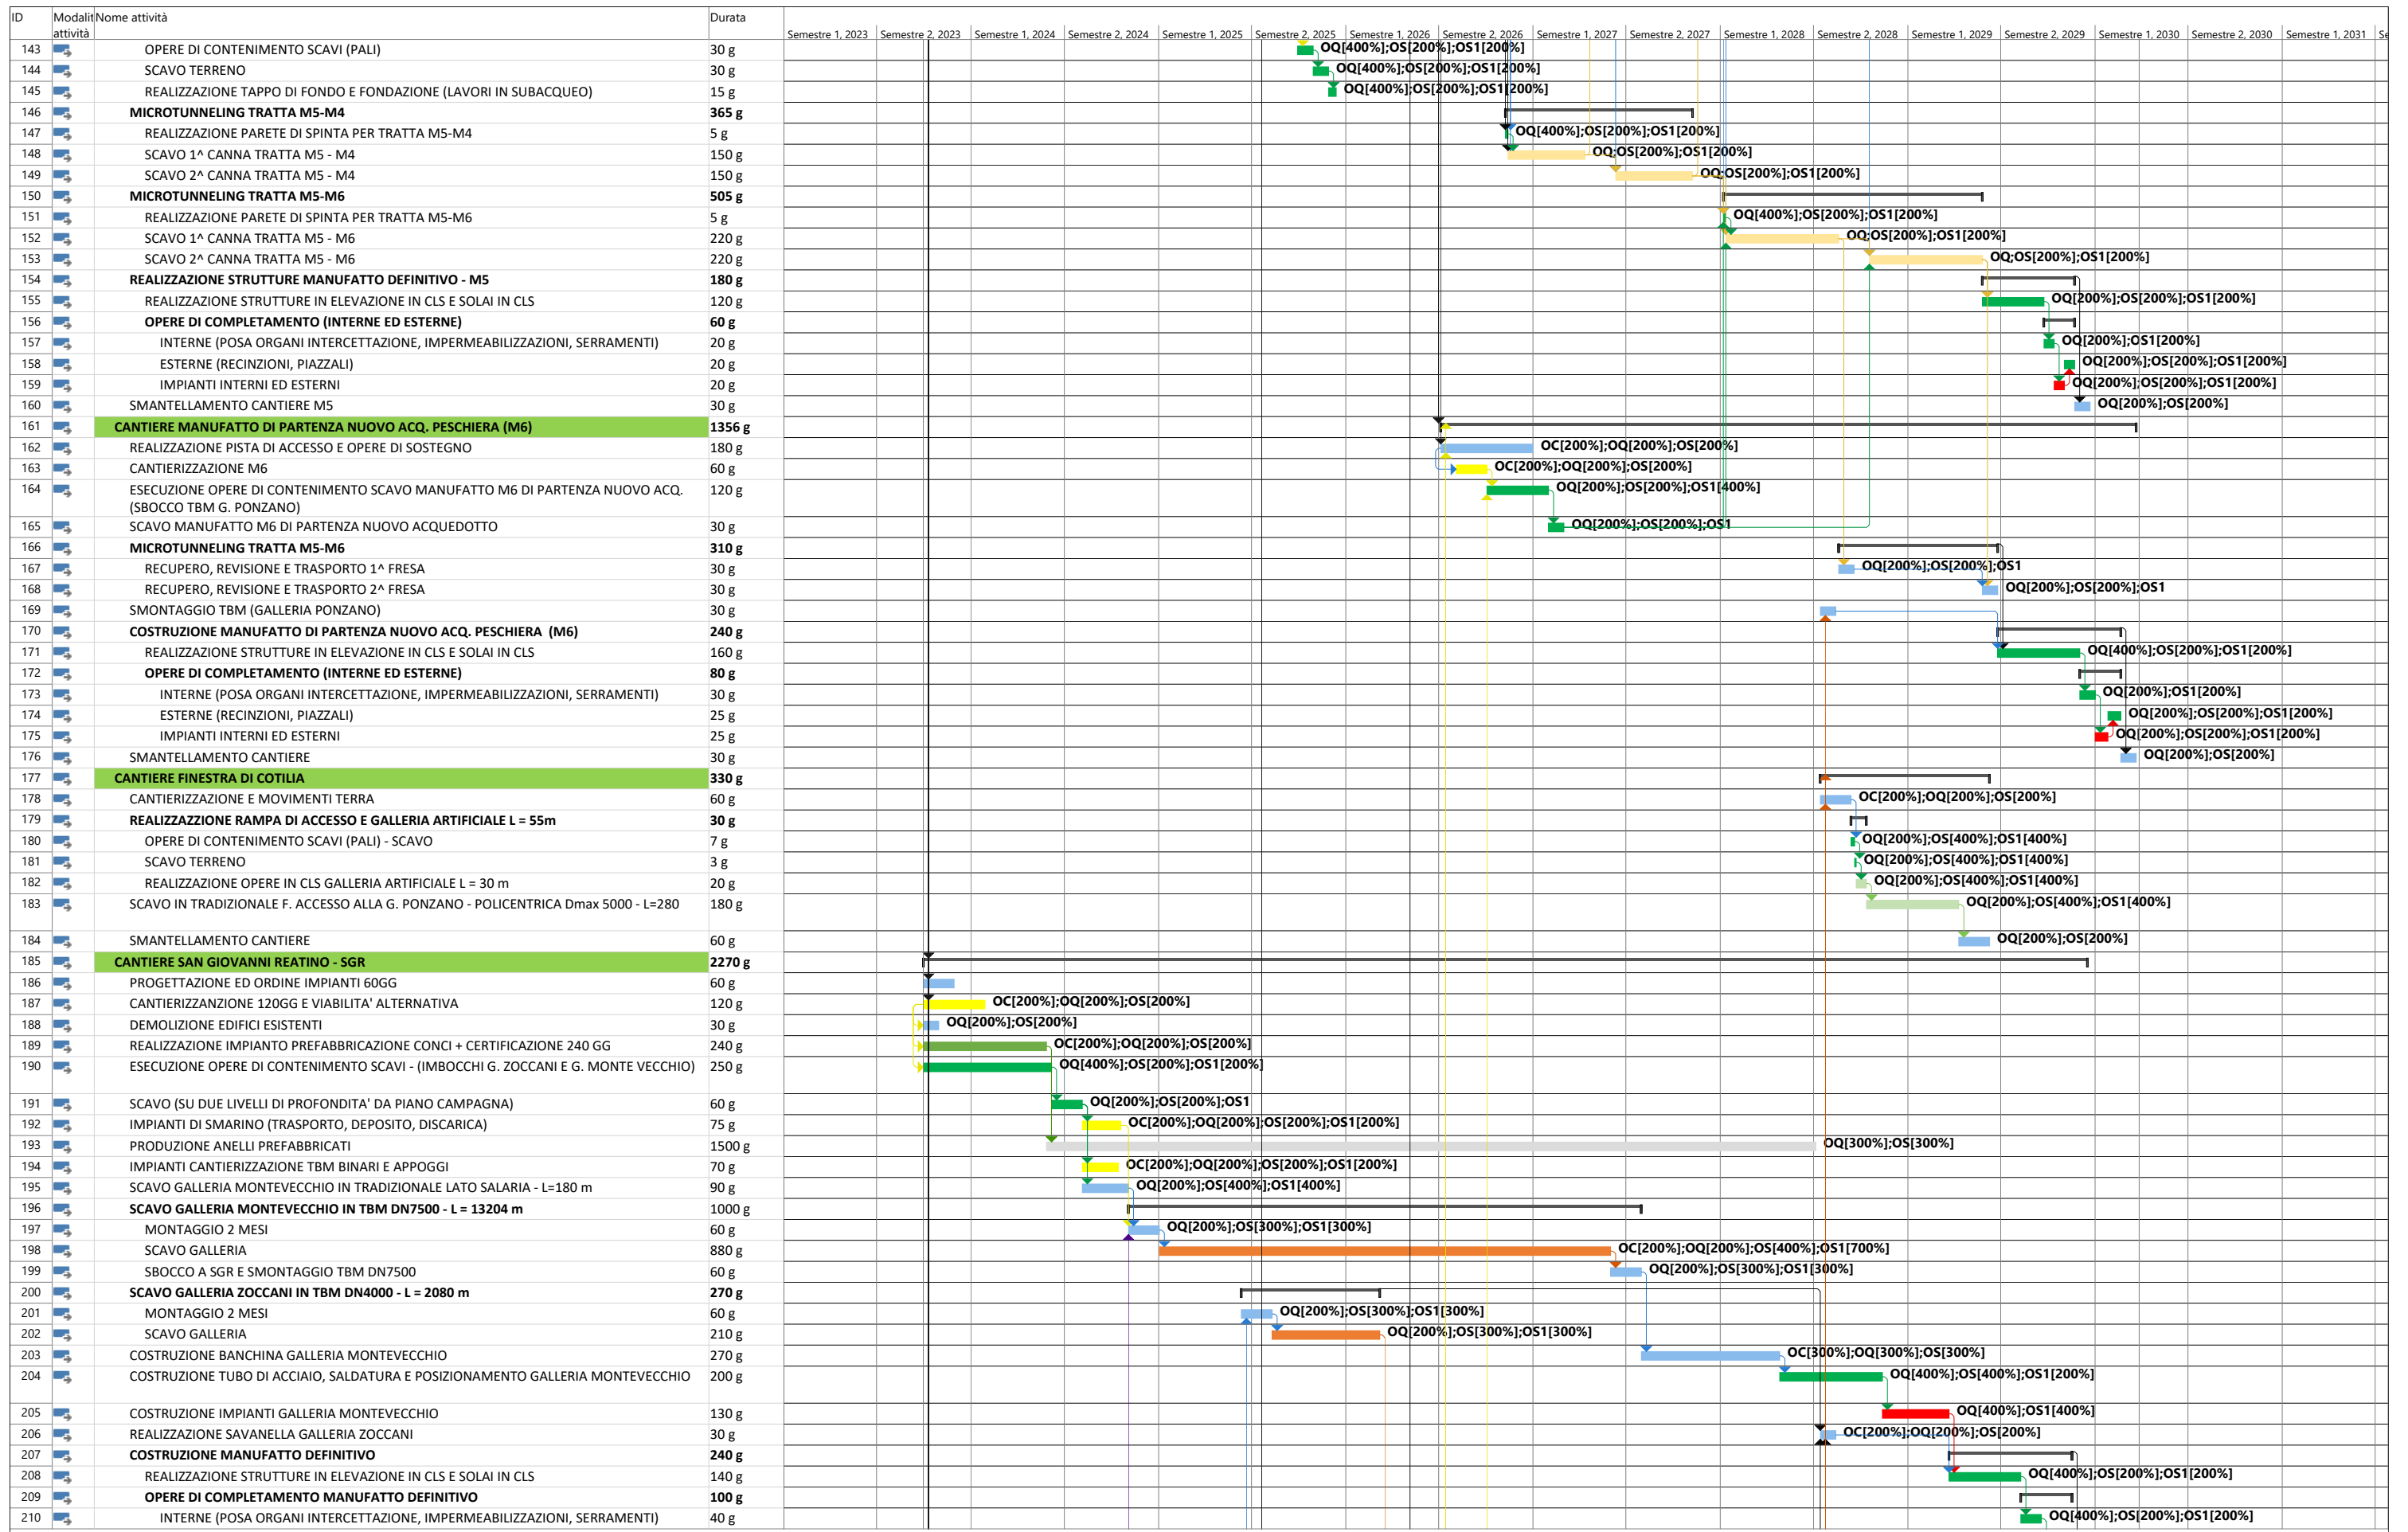 ID Modalit Nome attività Durata
attività
Semestre 1, 2023 Semestre 2, 2023 Semestre 1, 2024 Semestre 2, 2024 Semestre 1, 2025 Semestre 2, 2025 Semestre 1, 2026 Semestre 2, 2026 Semestre 1, 2027 Semestre 2, 2027 Semestre 1, 2028 Semestre 2, 2028 Semestre 1, 2029 Semestre 2, 2029 Semestre 1, 2030 Semestre 2, 2030 Semestre 1, 2031 Se
143 OPERE DI CONTENIMENTO SCAVI (PALI) 30 g OQ[400%];OS[200%];OS1[200%]
144 SCAVO TERRENO 30 g OQ[400%];OS[200%];OS1[200%]
145 REALIZZAZIONE TAPPO DI FONDO E FONDAZIONE (LAVORI IN SUBACQUEO) 15 g OQ[400%];OS[200%];OS1[200%]
146 MICROTUNNELING TRATTA M5-M4 365 g
147 REALIZZAZIONE PARETE DI SPINTA PER TRATTA M5-M4 5 g OQ[400%];OS[200%];OS1[200%]
148 SCAVO 1^ CANNA TRATTA M5 - M4 150 g OQ;OS[200%];OS1[200%]
149 SCAVO 2^ CANNA TRATTA M5 - M4 150 g OQ;OS[200%];OS1[200%]
150 MICROTUNNELING TRATTA M5-M6 505 g
151 REALIZZAZIONE PARETE DI SPINTA PER TRATTA M5-M6 5 g OQ[400%];OS[200%];OS1[200%]
152 SCAVO 1^ CANNA TRATTA M5 - M6 220 g OQ;OS[200%];OS1[200%]
153 SCAVO 2^ CANNA TRATTA M5 - M6 220 g OQ;OS[200%];OS1[200%]
154 REALIZZAZIONE STRUTTURE MANUFATTO DEFINITIVO - M5 180 g
155 REALIZZAZIONE STRUTTURE IN ELEVAZIONE IN CLS E SOLAI IN CLS 120 g OQ[200%];OS[200%];OS1[200%]
156 OPERE DI COMPLETAMENTO (INTERNE ED ESTERNE) 60 g
157 INTERNE (POSA ORGANI INTERCETTAZIONE, IMPERMEABILIZZAZIONI, SERRAMENTI) 20 g OQ[200%];OS1[200%]
158 ESTERNE (RECINZIONI, PIAZZALI) 20 g OQ[200%];OS[200%];OS1[200%]
159 IMPIANTI INTERNI ED ESTERNI 20 g OQ[200%];OS[200%];OS1[200%]
160 SMANTELLAMENTO CANTIERE M5 30 g OQ[200%];OS[200%]
161 CANTIERE MANUFATTO DI PARTENZA NUOVO ACQ. PESCHIERA (M6) 1356 g
162 REALIZZAZIONE PISTA DI ACCESSO E OPERE DI SOSTEGNO 180 g OC[200%];OQ[200%];OS[200%]
163 CANTIERIZZAZIONE M6 60 g OC[200%];OQ[200%];OS[200%]
164 ESECUZIONE OPERE DI CONTENIMENTO SCAVO MANUFATTO M6 DI PARTENZA NUOVO ACQ. 120 g OQ[200%];OS[200%];OS1[400%]
(SBOCCO TBM G. PONZANO)
165 SCAVO MANUFATTO M6 DI PARTENZA NUOVO ACQUEDOTTO 30 g OQ[200%];OS[200%];OS1
166 MICROTUNNELING TRATTA M5-M6 310 g
167 RECUPERO, REVISIONE E TRASPORTO 1^ FRESA 30 g OQ[200%];OS[200%];OS1
168 RECUPERO, REVISIONE E TRASPORTO 2^ FRESA 30 g OQ[200%];OS[200%];OS1
169 SMONTAGGIO TBM (GALLERIA PONZANO) 30 g
170 COSTRUZIONE MANUFATTO DI PARTENZA NUOVO ACQ. PESCHIERA (M6) 240 g
171 REALIZZAZIONE STRUTTURE IN ELEVAZIONE IN CLS E SOLAI IN CLS 160 g OQ[400%];OS[200%];OS1[200%]
172 OPERE DI COMPLETAMENTO (INTERNE ED ESTERNE) 80 g
173 INTERNE (POSA ORGANI INTERCETTAZIONE, IMPERMEABILIZZAZIONI, SERRAMENTI) 30 g OQ[200%];OS1[200%]
174 ESTERNE (RECINZIONI, PIAZZALI) 25 g OQ[200%];OS[200%];OS1[200%]
175 IMPIANTI INTERNI ED ESTERNI 25 g OQ[200%];OS[200%];OS1[200%]
176 SMANTELLAMENTO CANTIERE 30 g OQ[200%];OS[200%]
177 CANTIERE FINESTRA DI COTILIA 330 g
178 CANTIERIZZAZIONE E MOVIMENTI TERRA 60 g OC[200%];OQ[200%];OS[200%]
179 REALIZZAZZIONE RAMPA DI ACCESSO E GALLERIA ARTIFICIALE L = 55m 30 g
180 OPERE DI CONTENIMENTO SCAVI (PALI) - SCAVO 7 g OQ[200%];OS[400%];OS1[400%]
181 SCAVO TERRENO 3 g OQ[200%];OS[400%];OS1[400%]
182 REALIZZAZIONE OPERE IN CLS GALLERIA ARTIFICIALE L = 30 m 20 g OQ[200%];OS[400%];OS1[400%]
183 SCAVO IN TRADIZIONALE F. ACCESSO ALLA G. PONZANO - POLICENTRICA Dmax 5000 - L=280 180 g OQ[200%];OS[400%];OS1[400%]
184 SMANTELLAMENTO CANTIERE 60 g OQ[200%];OS[200%]
185 CANTIERE SAN GIOVANNI REATINO - SGR 2270 g
186 PROGETTAZIONE ED ORDINE IMPIANTI 60GG 60 g
187 CANTIERIZZANZIONE 120GG E VIABILITA' ALTERNATIVA 120 g OC[200%];OQ[200%];OS[200%]
188 DEMOLIZIONE EDIFICI ESISTENTI 30 g OQ[200%];OS[200%]
189 REALIZZAZIONE IMPIANTO PREFABBRICAZIONE CONCI + CERTIFICAZIONE 240 GG 240 g OC[200%];OQ[200%];OS[200%]
190 ESECUZIONE OPERE DI CONTENIMENTO SCAVI - (IMBOCCHI G. ZOCCANI E G. MONTE VECCHIO) 250 g OQ[400%];OS[200%];OS1[200%]
191 SCAVO (SU DUE LIVELLI DI PROFONDITA' DA PIANO CAMPAGNA) 60 g OQ[200%];OS[200%];OS1
192 IMPIANTI DI SMARINO (TRASPORTO, DEPOSITO, DISCARICA) 75 g OC[200%];OQ[200%];OS[200%];OS1[200%]
193 PRODUZIONE ANELLI PREFABBRICATI 1500 g OQ[300%];OS[300%]
194 IMPIANTI CANTIERIZZAZIONE TBM BINARI E APPOGGI 70 g OC[200%];OQ[200%];OS[200%];OS1[200%]
195 SCAVO GALLERIA MONTEVECCHIO IN TRADIZIONALE LATO SALARIA - L=180 m 90 g OQ[200%];OS[400%];OS1[400%]
196 SCAVO GALLERIA MONTEVECCHIO IN TBM DN7500 - L = 13204 m 1000 g
197 MONTAGGIO 2 MESI 60 g OQ[200%];OS[300%];OS1[300%]
198 SCAVO GALLERIA 880 g OC[200%];OQ[200%];OS[400%];OS1[700%]
199 SBOCCO A SGR E SMONTAGGIO TBM DN7500 60 g OQ[200%];OS[300%];OS1[300%]
200 SCAVO GALLERIA ZOCCANI IN TBM DN4000 - L = 2080 m 270 g
201 MONTAGGIO 2 MESI 60 g OQ[200%];OS[300%];OS1[300%]
202 SCAVO GALLERIA 210 g OQ[200%];OS[300%];OS1[300%]
203 COSTRUZIONE BANCHINA GALLERIA MONTEVECCHIO 270 g OC[300%];OQ[300%];OS[300%]
204 COSTRUZIONE TUBO DI ACCIAIO, SALDATURA E POSIZIONAMENTO GALLERIA MONTEVECCHIO 200 g OQ[400%];OS[400%];OS1[200%]
205 COSTRUZIONE IMPIANTI GALLERIA MONTEVECCHIO 130 g OQ[400%];OS1[400%]
206 REALIZZAZIONE SAVANELLA GALLERIA ZOCCANI 30 g OC[200%];OQ[200%];OS[200%]
207 COSTRUZIONE MANUFATTO DEFINITIVO 240 g
208 REALIZZAZIONE STRUTTURE IN ELEVAZIONE IN CLS E SOLAI IN CLS 140 g OQ[400%];OS[200%];OS1[200%]
209 OPERE DI COMPLETAMENTO MANUFATTO DEFINITIVO 100 g
210 INTERNE (POSA ORGANI INTERCETTAZIONE, IMPERMEABILIZZAZIONI, SERRAMENTI) 40 g OQ[400%];OS[200%];OS1[200%]